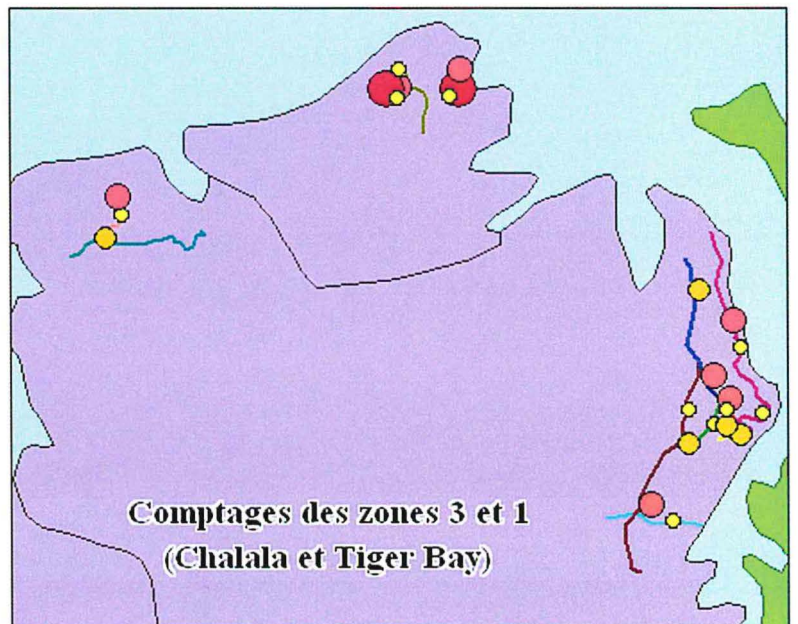 Comptages des zones 3 et 1
(Chalala et Tiger Bay)